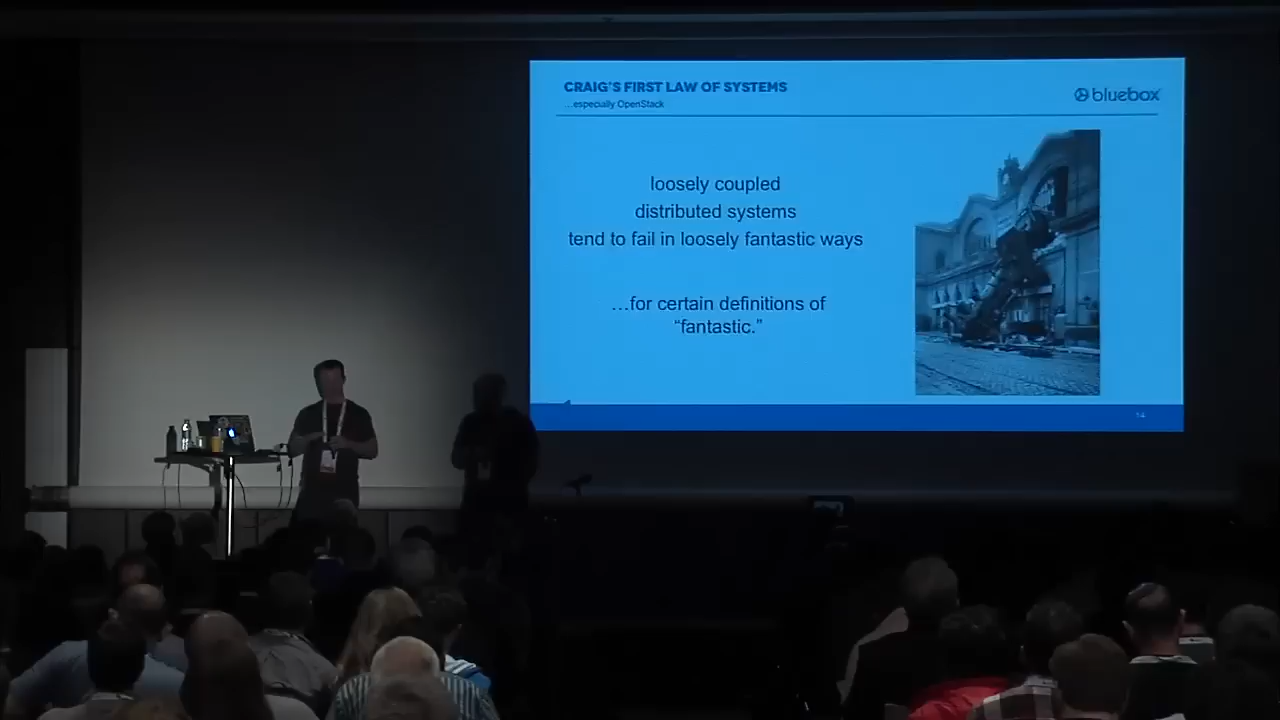 CRAIG'S FIRST LAW OF SYSTEMS
...especially OpenStack
bluebox
loosely coupled
distributed systems
tend to fail in loosely fantastic ways
...for certain definitions of
“fantastic.”
14